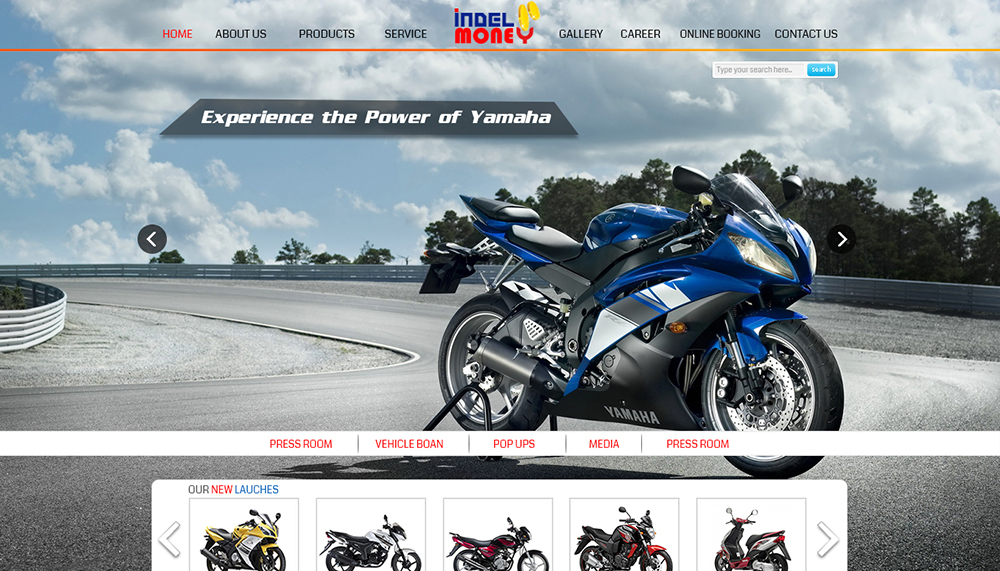 HOME ABOUT US PRODUCTS SERVICE INDEL MONEY GALLERY CAREER ONLINE BOOKING CONTACT US
Type your search here.. search
Experience the Power of Yamaha
YAMAHA
PRESS ROOM VEHICLE BOAN POP UPS MEDIA PRESS ROOM
OUR NEW LAUCHES